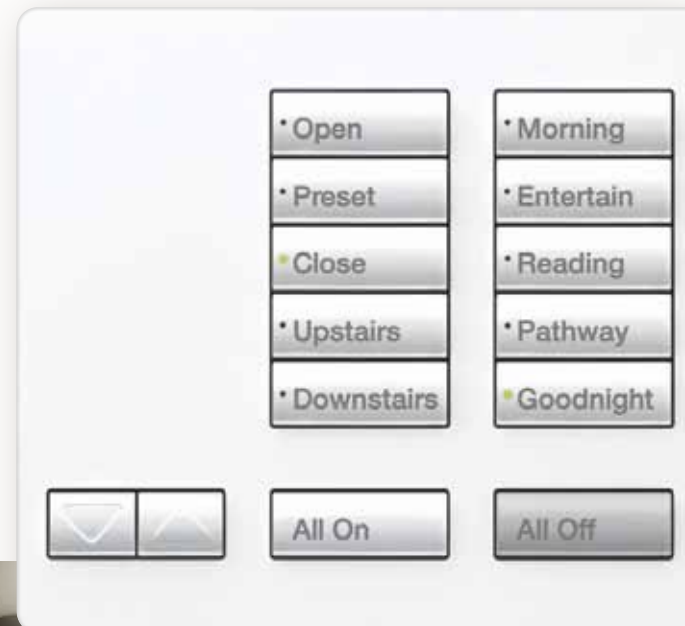 Open
Preset
Close
Upstairs
Downstairs
Morning
Entertain
Reading
Pathway
Goodnight
All On
All Off